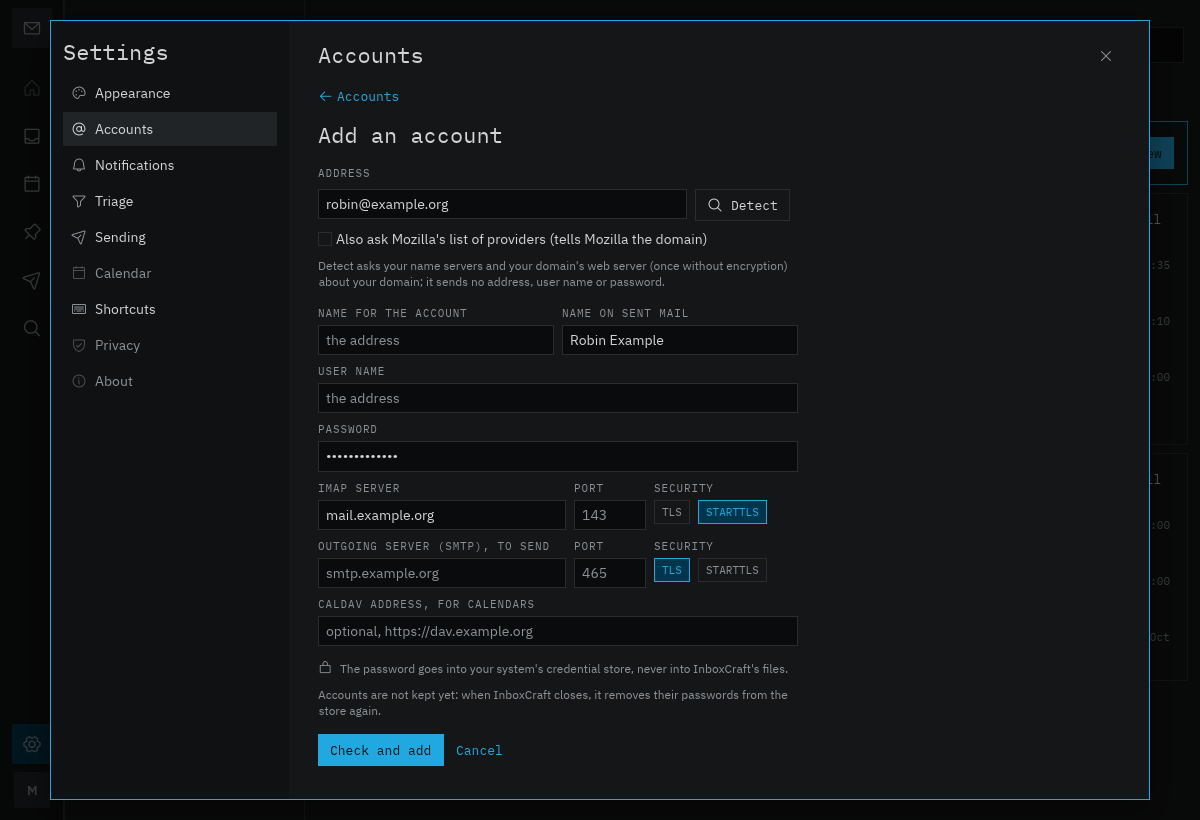 Settings
Appearance
Accounts
Notifications
Triage
Sending
Calendar
Shortcuts
Privacy
About
M
Accounts
← Accounts
Add an account
ADDRESS
robin@example.org
Detect
Also ask Mozilla's list of providers (tells Mozilla the domain)
Detect asks your name servers and your domain's web server (once without encryption)
about your domain; it sends no address, user name or password.
NAME FOR THE ACCOUNT NAME ON SENT MAIL
the address Robin Example
USER NAME
the address
PASSWORD
•••••••••••••
IMAP SERVER PORT SECURITY
mail.example.org 143 TLS STARTTLS
OUTGOING SERVER (SMTP), TO SEND PORT SECURITY
smtp.example.org 465 TLS STARTTLS
CALDAV ADDRESS, FOR CALENDARS
optional, https://dav.example.org
The password goes into your system's credential store, never into InboxCraft's files.
Accounts are not kept yet: when InboxCraft closes, it removes their passwords from the
store again.
Check and add Cancel
:35
:10
:00
:00
:00
Oct